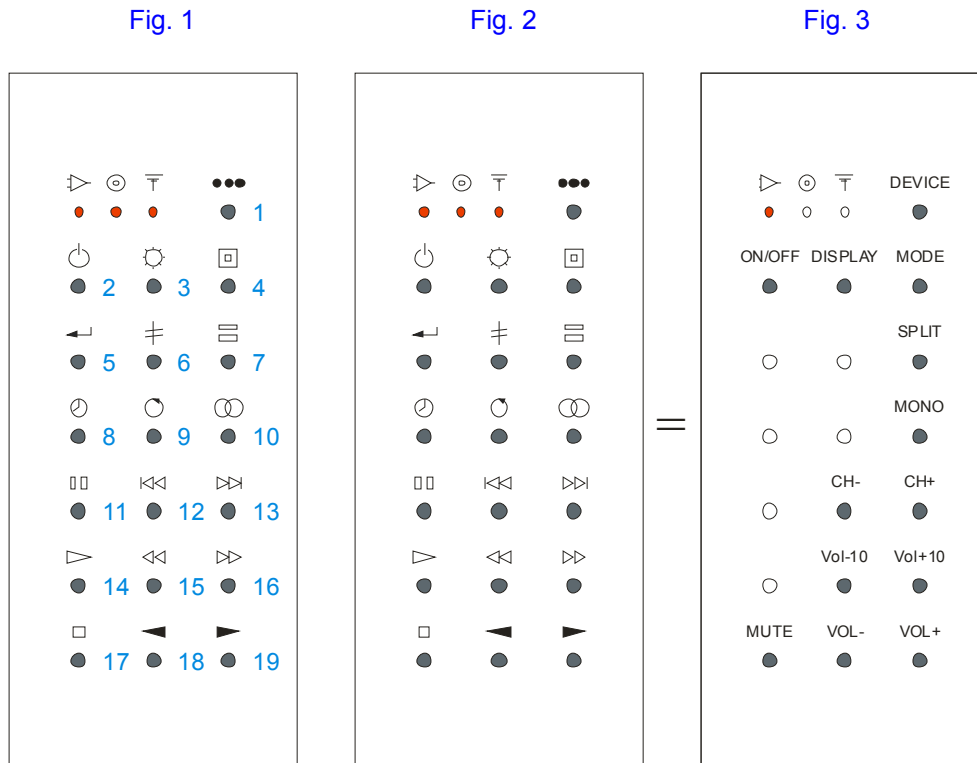 Fig. 1 Fig. 2 Fig. 3
DEVICE
1
ON/OFF DISPLAY MODE
2 3 4
SPLIT
5 6 7
MONO
8 9 10
=
CH- CH+
11 12 13
Vol-10 Vol+10
14 15 16
MUTE VOL- VOL+
17 18 19